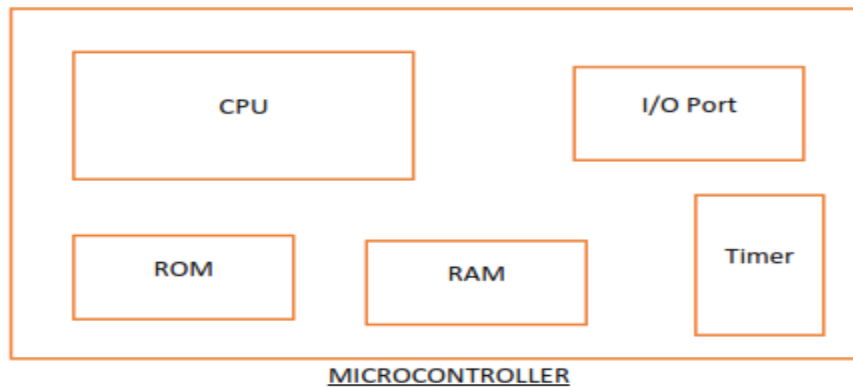 CPU
I/O Port
ROM
RAM
Timer
MICROCONTROLLER